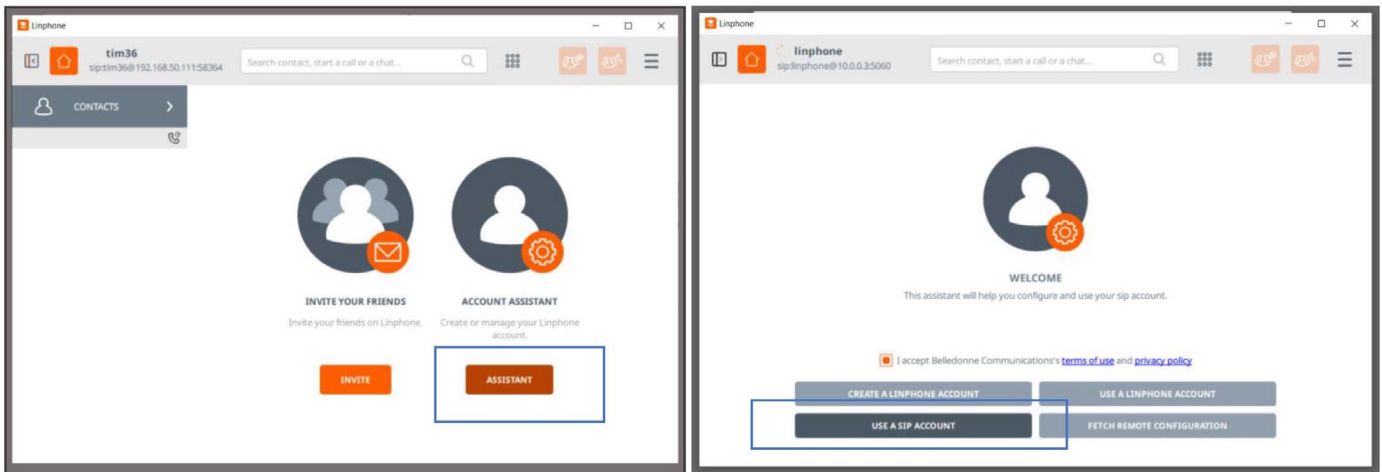 Linphone
tim36
sip:tim36@192.168.50.111:58364
Search contact, start a call or a chat...
CONTACTS
INVITE YOUR FRIENDS
Invite your friends on Linphone.
INVITE
ACCOUNT ASSISTANT
Create or manage your Linphone
account.
ASSISTANT
Linphone
linphone
sip:linphone@10.0.0.3:5060
Search contact, start a call or a chat...
WELCOME
This assistant will help you configure and use your sip account.
I accept Belledonne Communications's terms of use and privacy policy
CREATE A LINPHONE ACCOUNT
USE A LINPHONE ACCOUNT
USE A SIP ACCOUNT
FETCH REMOTE CONFIGURATION